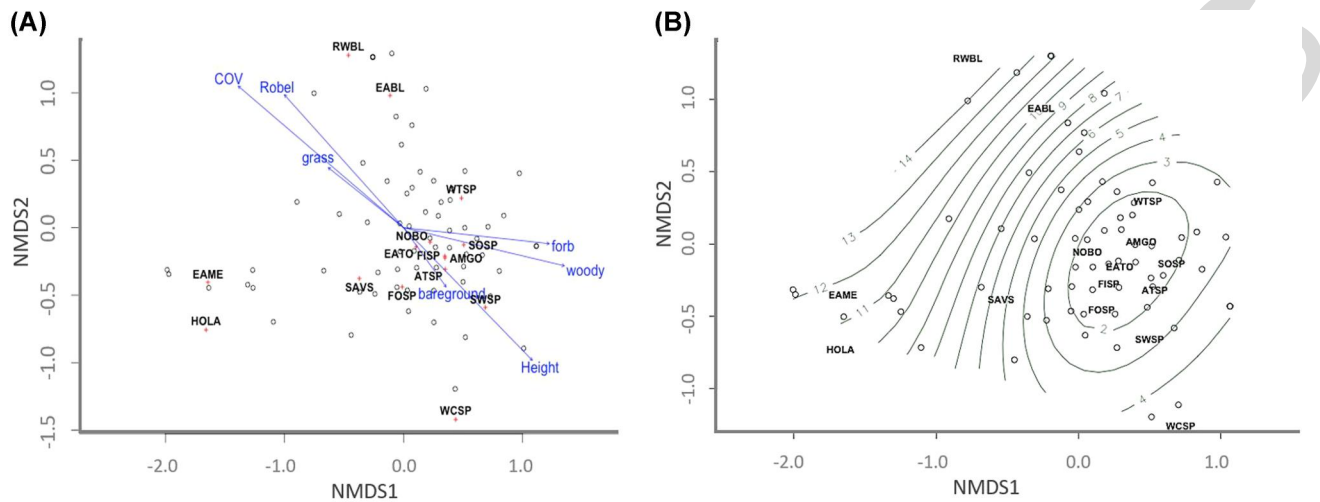 (A)
RWBL
COV
Robel
EABL
1.0
grass
0.5
WTSP
NMDS2
0.0
NOBO
SOSP
forb
EATO
FISP
AMGO
woody
EAME
ATSP
SAVS
FOSP
bareground
SWSP
-0.5
HOLA
-1.0
Height
WCSP
-1.5
-2.0
-1.0
0.0
1.0
NMDS1
(B)
RWBL
1.0
EABL
9
8
7
6
5
4
3
14
0.5
WTSP
NMDS2
13
0.0
NOBO
AMGO
EATO
SOSP
12
EAME
11
SAVS
FISP
ATSP
FOSP
-0.5
2
HOLA
SWSP
-1.0
4
WCSP
-2.0
-1.0
0.0
1.0
NMDS1